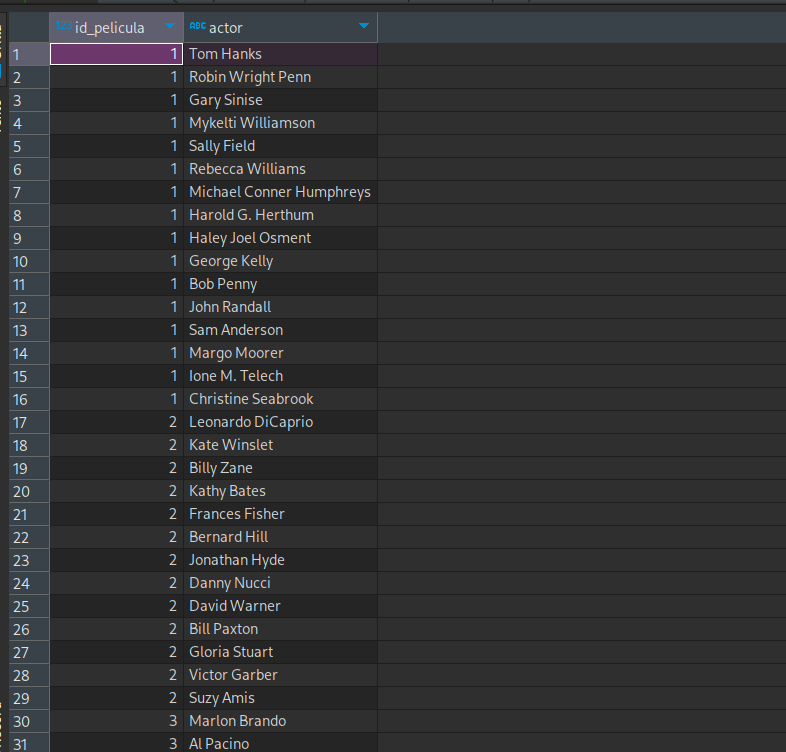 123 id_pelicula ABC actor
1 1 Tom Hanks
2 1 Robin Wright Penn
3 1 Gary Sinise
4 1 Mykelti Williamson
5 1 Sally Field
6 1 Rebecca Williams
7 1 Michael Conner Humphreys
8 1 Harold G. Herthum
9 1 Haley Joel Osment
10 1 George Kelly
11 1 Bob Penny
12 1 John Randall
13 1 Sam Anderson
14 1 Margo Moorer
15 1 Ione M. Telech
16 1 Christine Seabrook
17 2 Leonardo DiCaprio
18 2 Kate Winslet
19 2 Billy Zane
20 2 Kathy Bates
21 2 Frances Fisher
22 2 Bernard Hill
23 2 Jonathan Hyde
24 2 Danny Nucci
25 2 David Warner
26 2 Bill Paxton
27 2 Gloria Stuart
28 2 Victor Garber
29 2 Suzy Amis
30 3 Marlon Brando
31 3 Al Pacino